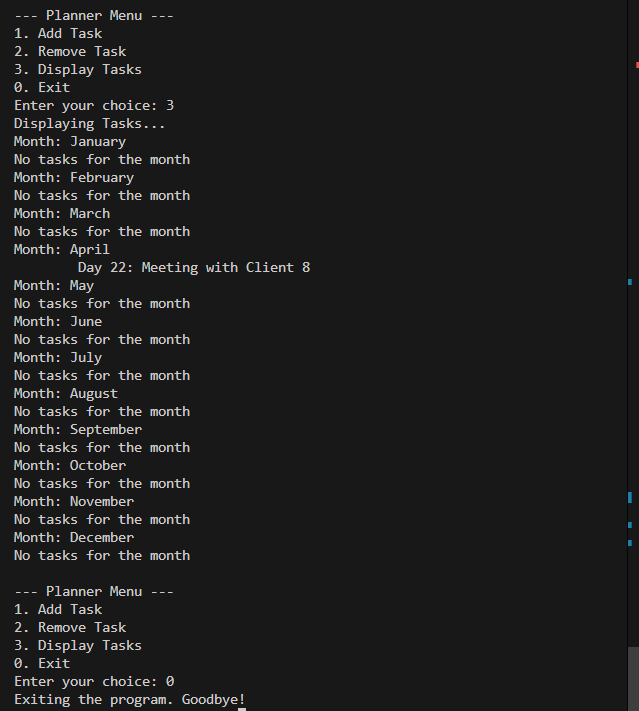 --- Planner Menu ---
1. Add Task
2. Remove Task
3. Display Tasks
0. Exit
Enter your choice: 3
Displaying Tasks...
Month: January
No tasks for the month
Month: February
No tasks for the month
Month: March
No tasks for the month
Month: April
        Day 22: Meeting with Client 8
Month: May
No tasks for the month
Month: June
No tasks for the month
Month: July
No tasks for the month
Month: August
No tasks for the month
Month: September
No tasks for the month
Month: October
No tasks for the month
Month: November
No tasks for the month
Month: December
No tasks for the month

--- Planner Menu ---
1. Add Task
2. Remove Task
3. Display Tasks
0. Exit
Enter your choice: 0
Exiting the program. Goodbye!